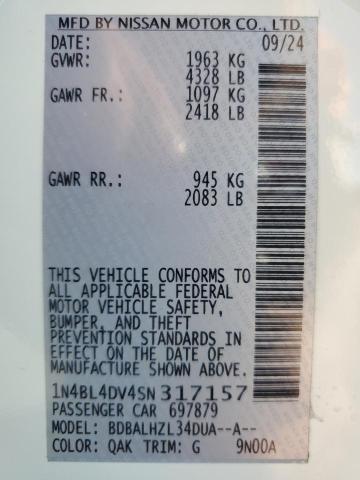 MFD BY NISSAN MOTOR CO., LTD.
DATE: 09/24
GVWR: 1963 KG
4328 LB
GAWR FR.: 1097 KG
2418 LB
GAWR RR.: 945 KG
2083 LB
THIS VEHICLE CONFORMS TO
ALL APPLICABLE FEDERAL
MOTOR VEHICLE SAFETY,
BUMPER, AND THEFT
PREVENTION STANDARDS IN
EFFECT ON THE DATE OF
MANUFACTURE SHOWN ABOVE.
1N4BL4DV4SN317157
PASSENGER CAR 697879
MODEL: BDBALHZL34DUA--A--
COLOR: QAK TRIM: G 9N00A